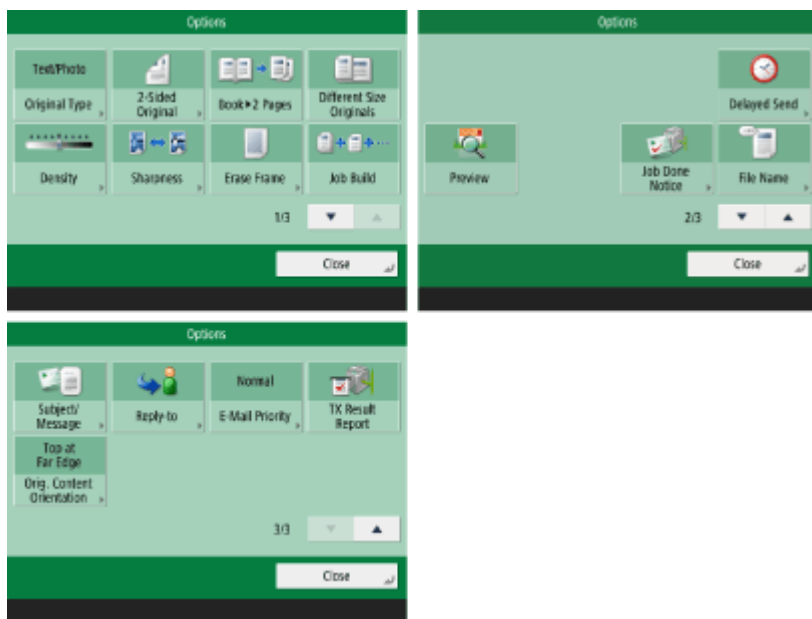 Options
Text/Photo
Original Type
2-Sided
Original
Book▸2 Pages
Different Size
Originals
Density
Sharpness
Erase Frame
Job Build
1/3
Close
Options
Delayed Send
Preview
Job Done
Notice
File Name
2/3
Close
Options
Subject/
Message
Reply-to
Normal
E-Mail Priority
TX Result
Report
Top at
Far Edge
Orig. Content
Orientation
3/3
Close